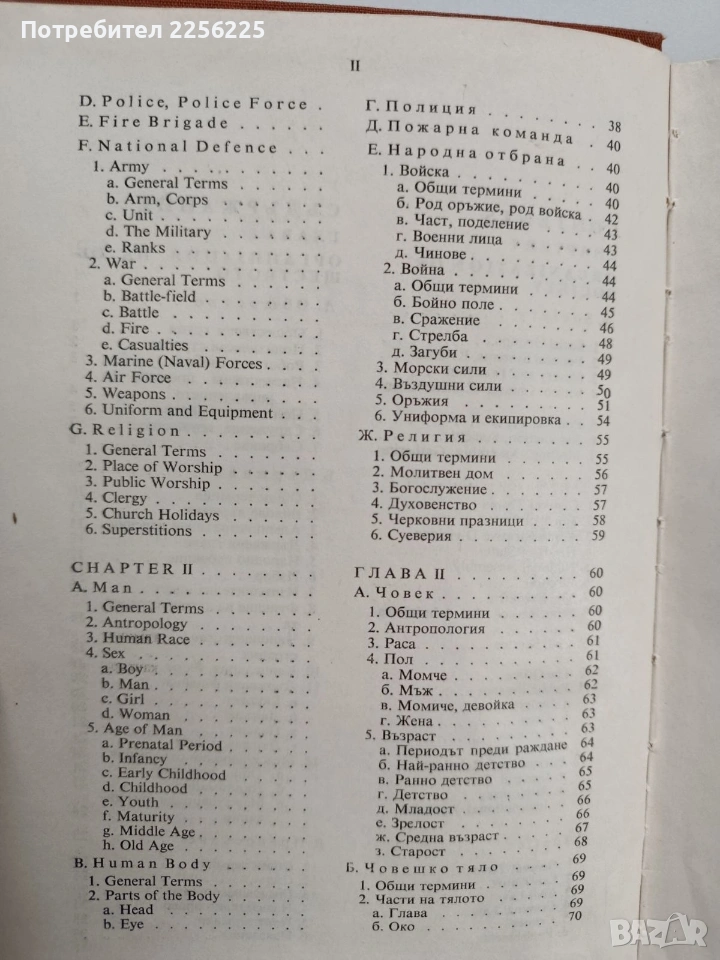 Потребител 2256225
II
D. Police, Police Force .
E. Fire Brigade . . . . . .
F. National Defence . . .
1. Army . . . . . . . . .
a. General Terms . . . . .
b. Arm, Corps . . . . . .
c. Unit . . . . . . . . .
d. The Military . . . . . .
e. Ranks . . . . . . . .
2. War . . . . . . . . . .
a. General Terms . . . . .
b. Battle-field . . . . . .
c. Battle . . . . . . . .
d. Fire . . . . . . . . .
e. Casualties . . . . . . .
3. Marine (Naval) Forces . . .
4. Air Force . . . . . . . .
5. Weapons . . . . . . . . .
6. Uniform and Equipment . . .
G. Religion . . . . . . . .
1. General Terms . . . . . .
2. Place of Worship . . . . .
3. Public Worship . . . . . .
4. Clergy . . . . . . . . .
5. Church Holidays . . . . .
6. Superstitions . . . . . .
CHAPTER II . . . . . . . .
A. Man . . . . . . . . . . .
1. General Terms . . . . . .
2. Antropology . . . . . . .
3. Human Race . . . . . . .
4. Sex . . . . . . . . . .
a. Boy . . . . . . . . .
b. Man . . . . . . . . .
c. Girl . . . . . . . . .
d. Woman . . . . . . . .
5. Age of Man . . . . . . .
a. Prenatal Period . . . . .
b. Infancy . . . . . . . .
c. Early Childhood . . . . .
d. Childhood . . . . . . .
e. Youth . . . . . . . .
f. Maturity . . . . . . .
g. Middle Age . . . . . . .
h. Old Age . . . . . . . .
B. Human Body . . . . . . .
1. General Terms . . . . . .
2. Parts of the Body . . . . .
a. Head . . . . . . . . .
b. Eye . . . . . . . . .
Г. Полиция . . . . . . . 38
Д. Пожарна команда . . 40
Е. Народна отбрана . . 40
1. Войска . . . . . . . . 40
а. Общи термини . . . . 40
б. Род оръжие, род войска . 42
в. Част, поделение . . . . 43
г. Военни лица . . . . . 43
д. Чинове . . . . . . . 44
2. Война . . . . . . . . 44
а. Общи термини . . . . 44
б. Бойно поле . . . . . . 45
в. Сражение . . . . . . 46
г. Стрелба . . . . . . . 48
д. Загуби . . . . . . . 49
3. Морски сили . . . . . . 49
4. Въздушни сили . . . . . 50
5. Оръжия . . . . . . . . 51
6. Униформа и екипировка . . 54
Ж. Религия . . . . . . . 55
1. Общи термини . . . . . 55
2. Молитвен дом . . . . . 56
3. Богослужение . . . . . . 57
4. Духовенство . . . . . . 57
5. Черковни празници . . . . 58
6. Суеверия . . . . . . . 59
ГЛАВА II . . . . . . . . 60
А. Човек . . . . . . . . 60
1. Общи термини . . . . . 60
2. Антропология . . . . . . 60
3. Раса . . . . . . . . . 61
4. Пол . . . . . . . . . 61
а. Момче . . . . . . . 62
б. Мъж . . . . . . . . 62
в. Момиче, девойка . . . . 63
г. Жена . . . . . . . . 63
5. Възраст . . . . . . . . 63
а. Периодът преди раждане 64
б. Най-ранно детство . . . 64
в. Ранно детство . . . . . 65
г. Детство . . . . . . . 65
д. Младост . . . . . . . 66
е. Зрелост . . . . . . . 66
ж. Средна възраст . . . . 67
з. Старост . . . . . . . 68
Б. Човешко тяло . . . . . 69
1. Общи термини . . . . . 69
2. Части на тялото . . . . . 69
а. Глава . . . . . . . . 69
б. Око . . . . . . . . 70
BAZAR